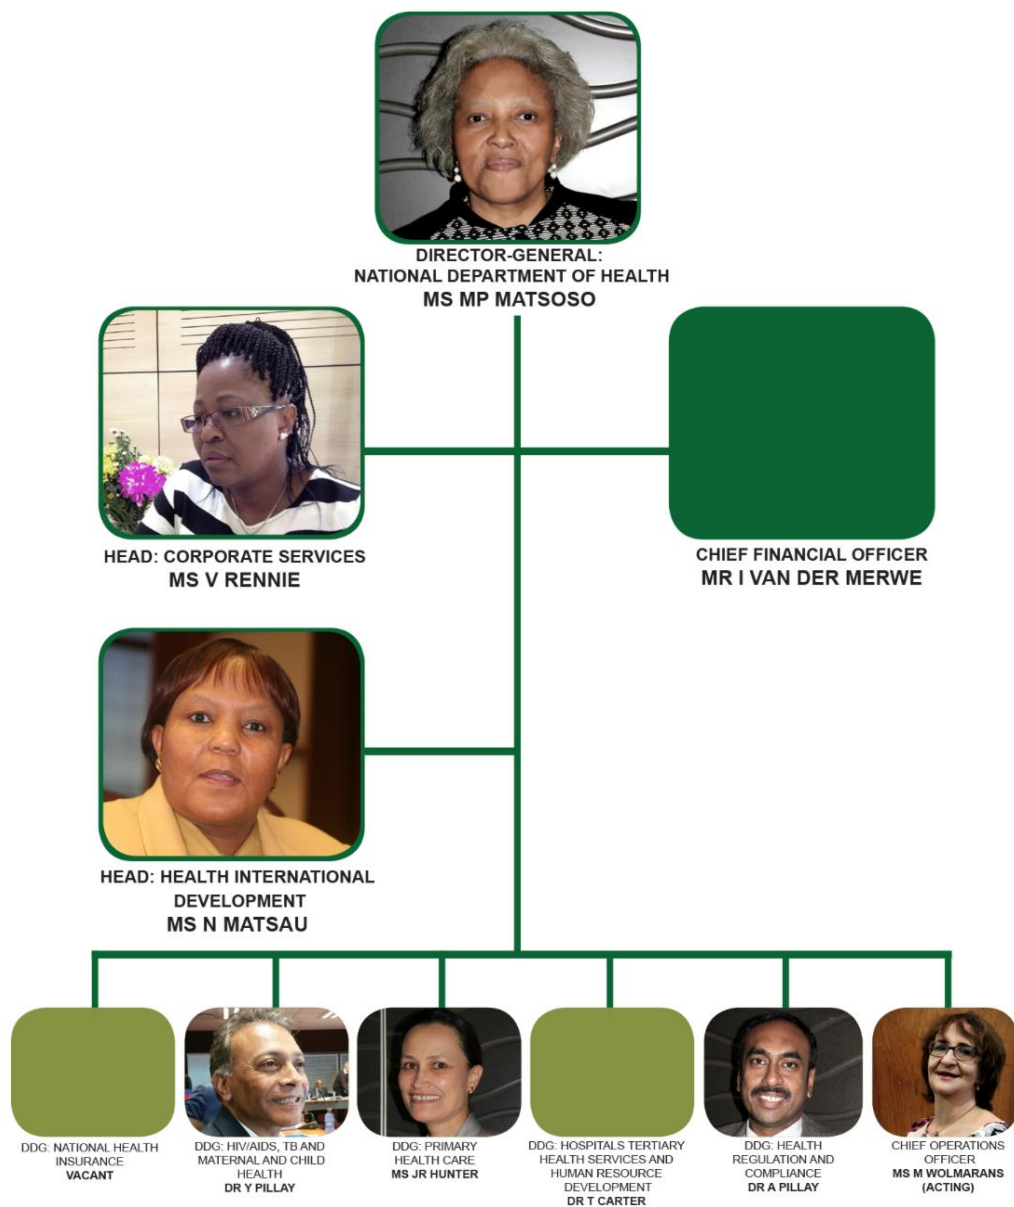 DIRECTOR-GENERAL:
NATIONAL DEPARTMENT OF HEALTH
MS MP MATSOSO
HEAD: CORPORATE SERVICES
MS V RENNIE
CHIEF FINANCIAL OFFICER
MR I VAN DER MERWE
HEAD: HEALTH INTERNATIONAL
DEVELOPMENT
MS N MATSAU
DDG: NATIONAL HEALTH
INSURANCE
VACANT
DDG: HIV/AIDS, TB AND
MATERNAL AND CHILD
HEALTH
DR Y PILLAY
DDG: PRIMARY
HEALTH CARE
MS JR HUNTER
DDG: HOSPITALS TERTIARY
HEALTH SERVICES AND
HUMAN RESOURCE
DEVELOPMENT
DR T CARTER
DDG: HEALTH
REGULATION AND
COMPLIANCE
DR A PILLAY
CHIEF OPERATIONS
OFFICER
MS M WOLMARANS
(ACTING)